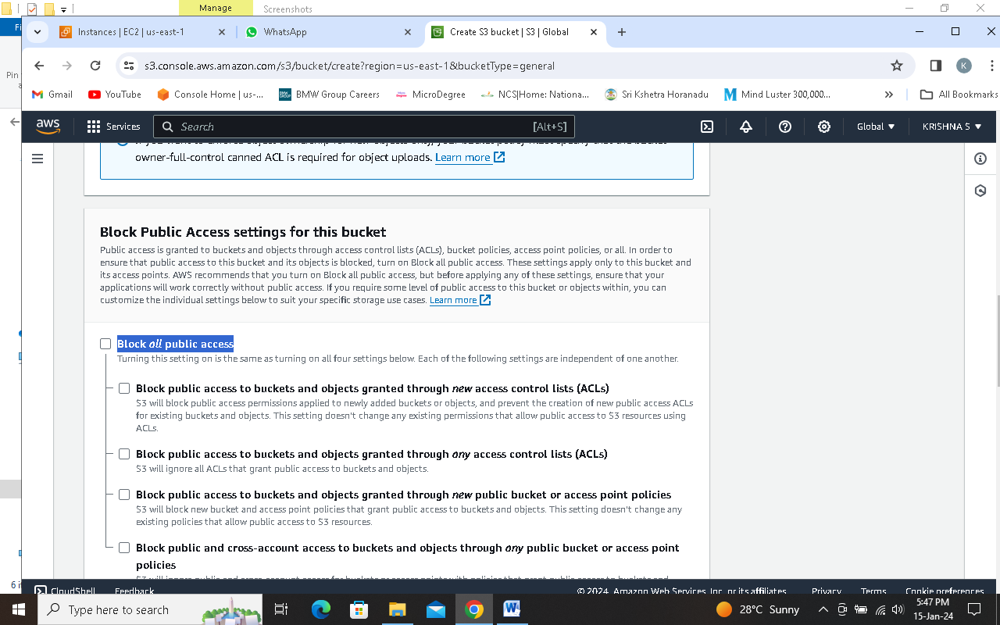 Manage
Screenshots
Fi
Instances | EC2 | us-east-1
WhatsApp
Create S3 bucket | S3 | Global
Pin
s3.console.aws.amazon.com/s3/bucket/create?region=us-east-1&bucketType=general
K
Gmail
YouTube
Console Home | us-...
BMW Group Careers
MicroDegree
NCS|Home: Nationa...
Sri Kshetra Horanadu
Mind Luster 300,000...
All Bookmarks
aws
Services
Search
[Alt+S]
Global
KRISHNA S
owner-full-control canned ACL is required for object uploads. Learn more
Block Public Access settings for this bucket
Public access is granted to buckets and objects through access control lists (ACLs), bucket policies, access point policies, or all. In order to
ensure that public access to this bucket and its objects is blocked, turn on Block all public access. These settings apply only to this bucket and
its access points. AWS recommends that you turn on Block all public access, but before applying any of these settings, ensure that your
applications will work correctly without public access. If you require some level of public access to this bucket or objects within, you can
customize the individual settings below to suit your specific storage use cases. Learn more
Block all public access
Turning this setting on is the same as turning on all four settings below. Each of the following settings are independent of one another.
Block public access to buckets and objects granted through new access control lists (ACLs)
S3 will block public access permissions applied to newly added buckets or objects, and prevent the creation of new public access ACLs
for existing buckets and objects. This setting doesn't change any existing permissions that allow public access to S3 resources using
ACLs.
Block public access to buckets and objects granted through any access control lists (ACLs)
S3 will ignore all ACLs that grant public access to buckets and objects.
Block public access to buckets and objects granted through new public bucket or access point policies
S3 will block new bucket and access point policies that grant public access to buckets and objects. This setting doesn't change any
existing policies that allow public access to S3 resources.
Block public and cross-account access to buckets and objects through any public bucket or access point
policies
CloudShell
Feedback
© 2024, Amazon Web Services, Inc. or its affiliates.
Privacy
Terms
Cookie preferences
Type here to search
28°C Sunny
5:47 PM
15-Jan-24